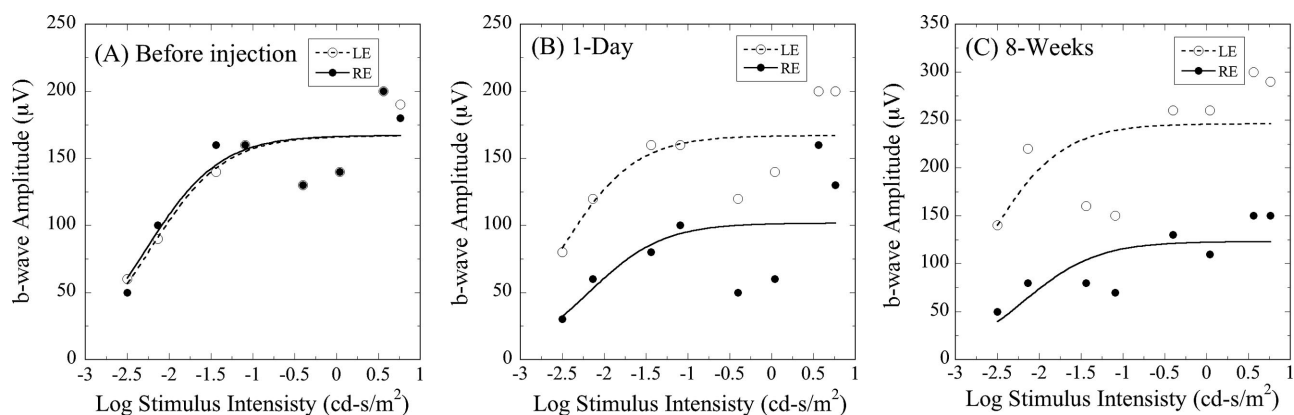 (A) Before injection
LE
RE
b-wave Amplitude (µV)
250
200
150
100
50
0
-3 -2.5 -2 -1.5 -1 -0.5 0 0.5 1
Log Stimulus Intensisty (cd-s/m²)
(B) 1-Day
LE
RE
b-wave Amplitude (µV)
250
200
150
100
50
0
-3 -2.5 -2 -1.5 -1 -0.5 0 0.5 1
Log Stimulus Intensisty (cd-s/m²)
(C) 8-Weeks
LE
RE
b-wave Amplitude (µV)
350
300
250
200
150
100
50
0
-3 -2.5 -2 -1.5 -1 -0.5 0 0.5 1
Log Stimulus Intensisty (cd-s/m²)